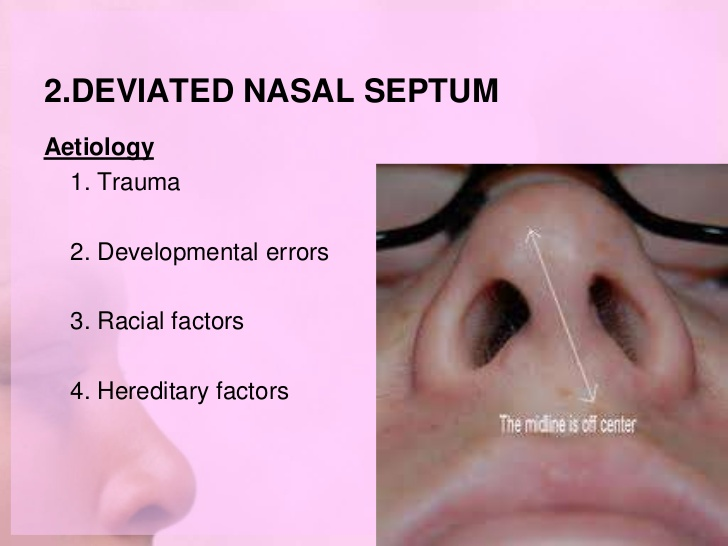 2.DEVIATED NASAL SEPTUM
Aetiology
1. Trauma
2. Developmental errors
3. Racial factors
4. Hereditary factors
The midline is off center